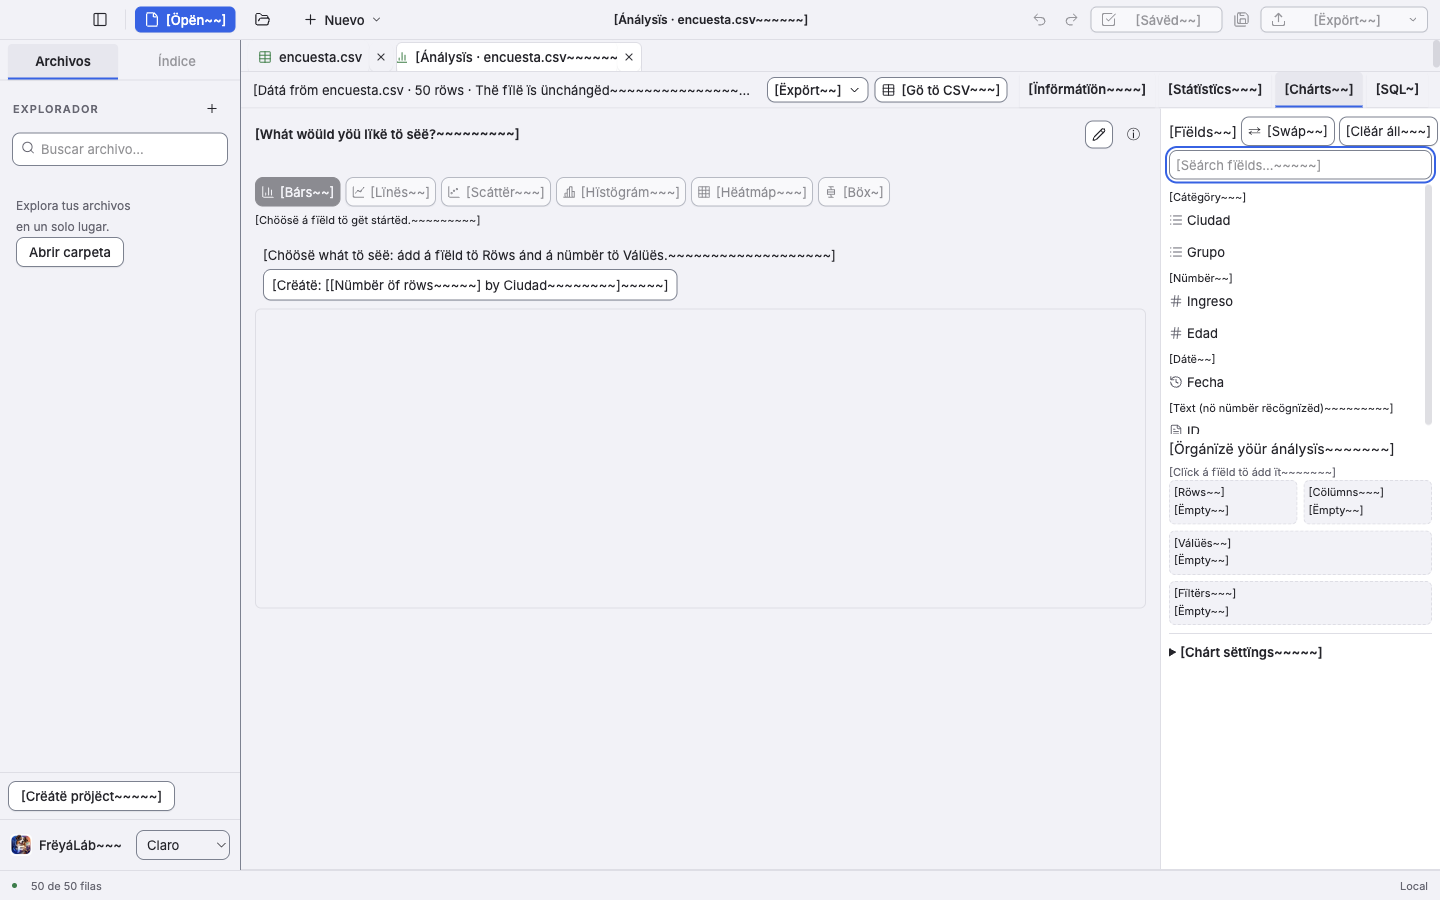 [Öpën~~]
Nuevo
[Ánálysïs · encuesta.csv~~~~~~]
[Sávëd~~]
[Ëxpört~~]
Archivos
Índice
encuesta.csv
[Ánálysïs · encuesta.csv~~~~~~
[Dátá fröm encuesta.csv · 50 röws · Thë fïlë ïs ünchángëd~~~~~~~~~~~~~~~...
[Ëxpört~~]
[Gö tö CSV~~~]
[Ïnförmátïön~~~~]
[Státïstïcs~~~]
[Chárts~~]
[SQL~]
EXPLORADOR
Buscar archivo...
Explora tus archivos
en un solo lugar.
Abrir carpeta
[Whát wöüld yöü lïkë tö sëë?~~~~~~~~~]
[Bárs~~]
[Lïnës~~]
[Scáttër~~~]
[Hïstögrám~~~]
[Hëátmáp~~~]
[Böx~]
[Chöösë á fïëld tö gët stártëd.~~~~~~~~~]
[Chöösë whát tö sëë: ádd á fïëld tö Röws ánd á nümbër tö Válüës.~~~~~~~~~~~~~~~~~~~]
[Crëátë: [[Nümbër öf röws~~~~~] by Ciudad~~~~~~~~]~~~~~]
[Fïëlds~~]
[Swáp~~]
[Clëár áll~~~]
[Sëárch fïëlds...~~~~~]
[Cátëgöry~~~]
Ciudad
Grupo
[Nümbër~~]
Ingreso
Edad
[Dátë~~]
Fecha
[Tëxt (nö nümbër rëcögnïzëd)~~~~~~~~~]
ID
[Örgánïzë yöür ánálysïs~~~~~~~]
[Clïck á fïëld tö ádd ït~~~~~~~]
[Röws~~]
[Ëmpty~~]
[Cölümns~~~]
[Ëmpty~~]
[Válüës~~]
[Ëmpty~~]
[Fïltërs~~~]
[Ëmpty~~]
[Chárt sëttïngs~~~~~]
[Crëátë pröjëct~~~~~]
FrëyáLáb~~~
Claro
50 de 50 filas
Local